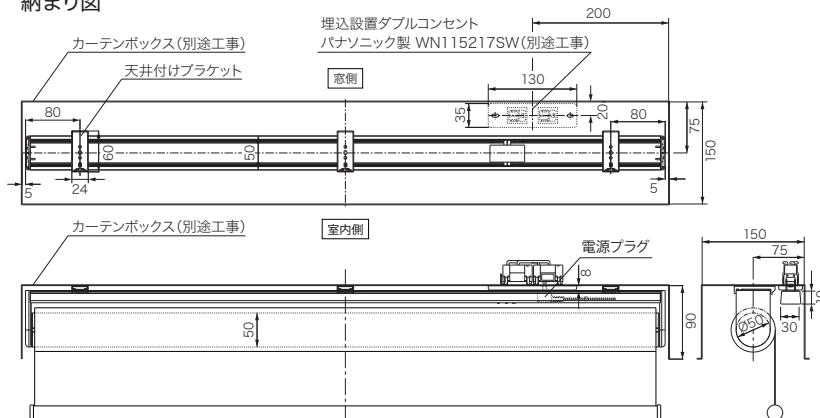 納まり図
200
埋込設置ダブルコンセント
パナソニック製 WN115217SW(別途工事)
カーテンボックス(別途工事)
天井付けブラケット
窓側
130
35
20
80
80
75
150
60
50
5
24
5
カーテンボックス(別途工事)
室内側
電源プラグ
8
50
90
150
75
30
Ø50